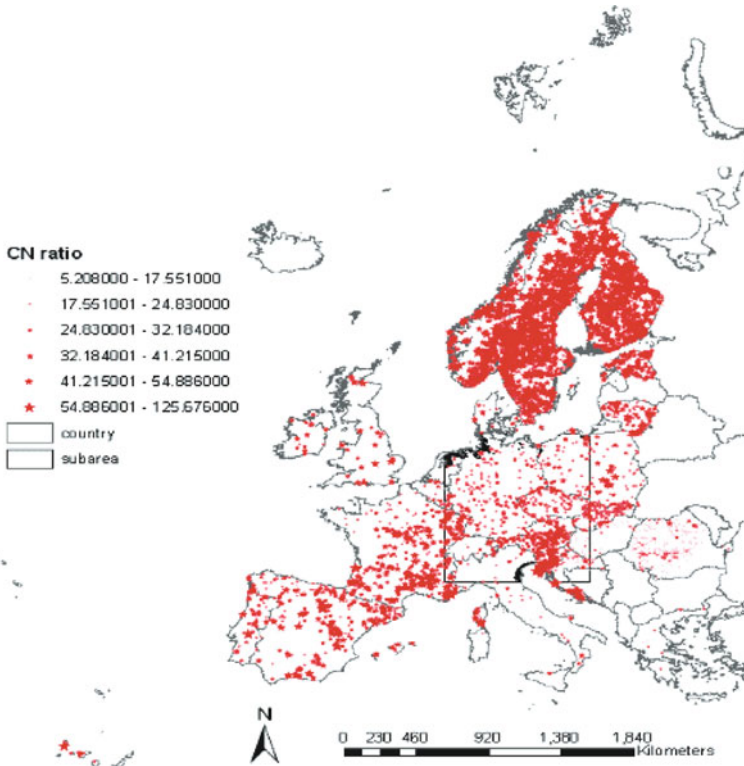 CN ratio
5.208000 - 17.551000
17.551001 - 24.830000
24.830001 - 32.184000
32.184001 - 41.215000
41.215001 - 54.886000
54.886001 - 125.676000
country
subarea
N
0 230 460 920 1,380 1,840
Kilometers